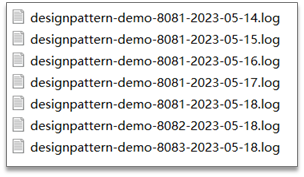 designpattern-demo-8081-2023-05-14.log
designpattern-demo-8081-2023-05-15.log
designpattern-demo-8081-2023-05-16.log
designpattern-demo-8081-2023-05-17.log
designpattern-demo-8081-2023-05-18.log
designpattern-demo-8082-2023-05-18.log
designpattern-demo-8083-2023-05-18.log